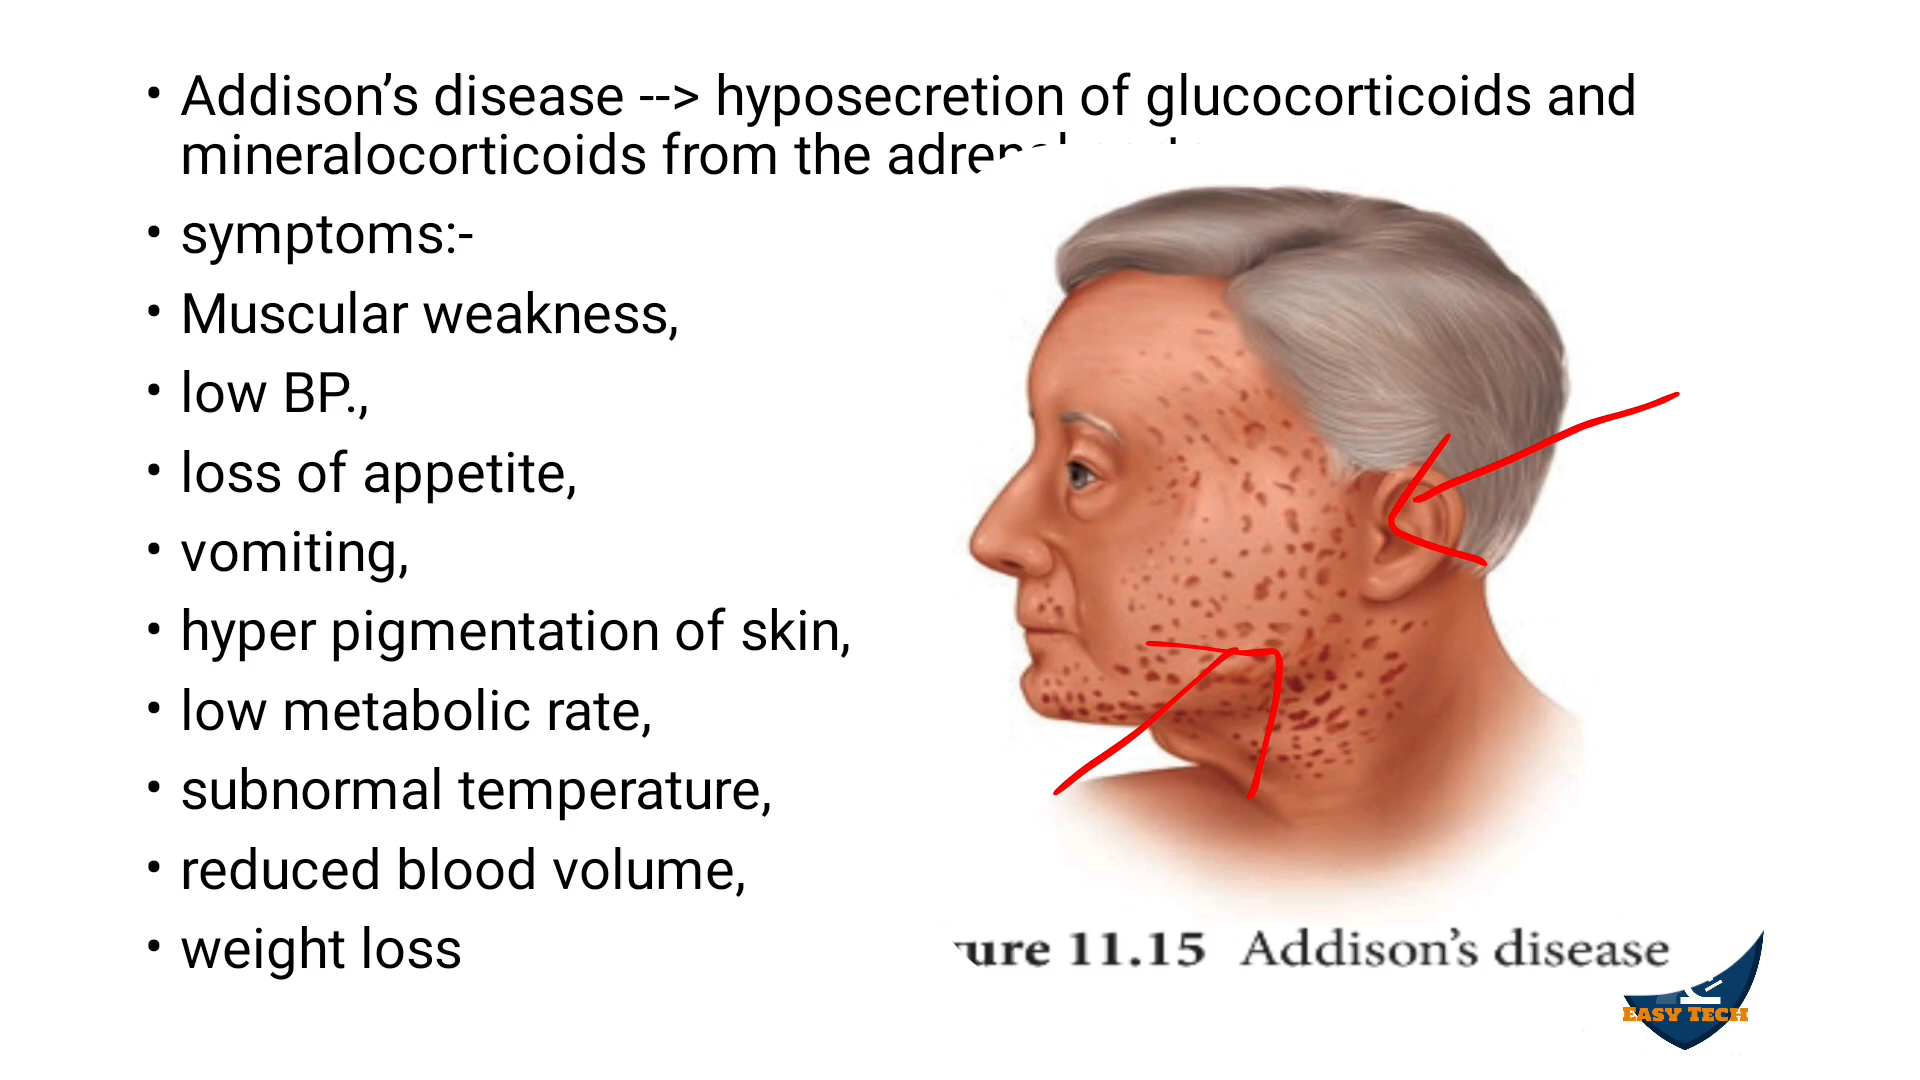 • Addison’s disease --> hyposecretion of glucocorticoids and
mineralocorticoids from the
• symptoms:-
• Muscular weakness,
• low BP.,
• loss of appetite,
• vomiting,
• hyper pigmentation of skin,
• low metabolic rate,
• subnormal temperature,
• reduced blood volume,
• weight loss
ure 11.15 Addison’s disease
EASY TECH